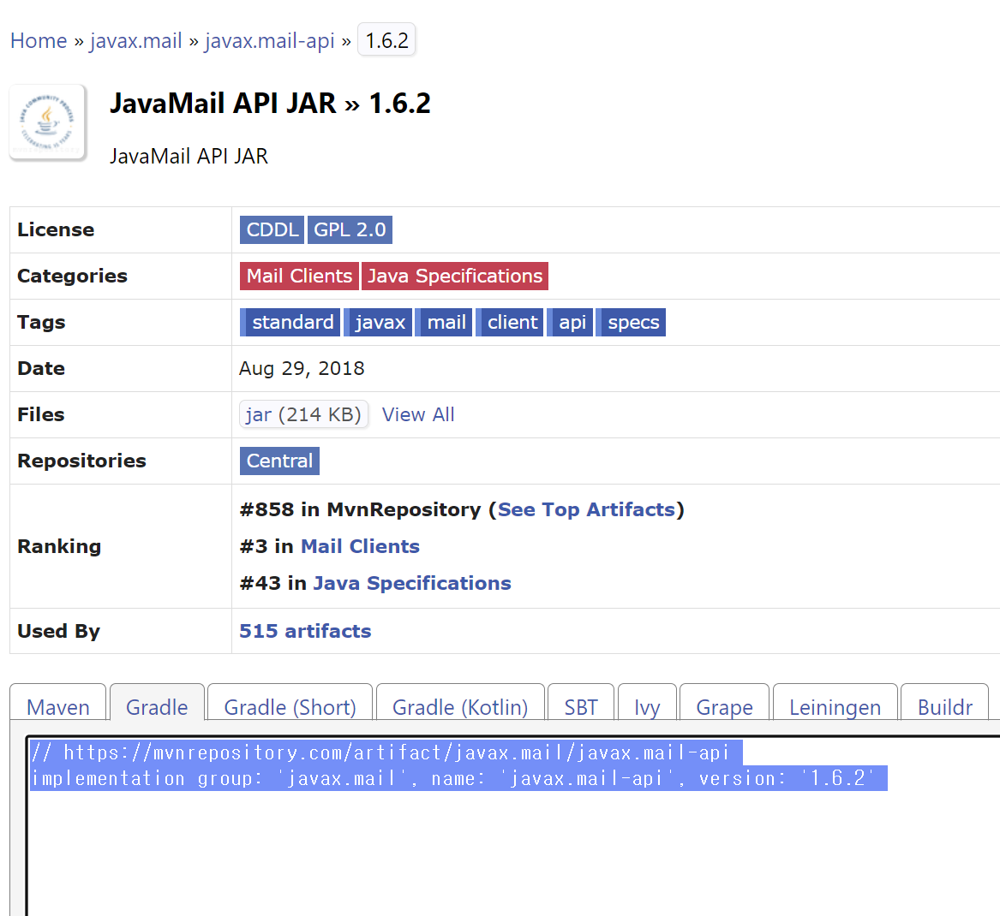 Home » javax.mail » javax.mail-api » 1.6.2
JAVA COMMUNITY PROCESS
JavaMail API JAR » 1.6.2
JavaMail API JAR
License CDDL GPL 2.0
Categories Mail Clients Java Specifications
Tags standard javax mail client api specs
Date Aug 29, 2018
Files jar (214 KB) View All
Repositories Central
#858 in MvnRepository (See Top Artifacts)
Ranking #3 in Mail Clients
#43 in Java Specifications
Used By 515 artifacts
Maven Gradle Gradle (Short) Gradle (Kotlin) SBT Ivy Grape Leiningen Buildr
// https://mvnrepository.com/artifact/javax.mail/javax.mail-api
implementation group: 'javax.mail', name: 'javax.mail-api', version: '1.6.2'